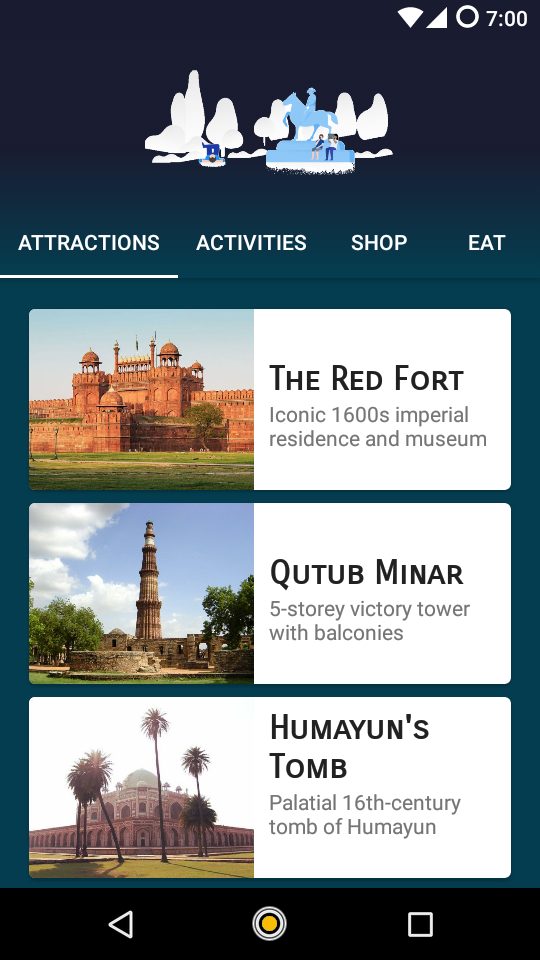 7:00
ATTRACTIONS ACTIVITIES SHOP EAT
The Red Fort
Iconic 1600s imperial
residence and museum
Qutub Minar
5-storey victory tower
with balconies
Humayun's
Tomb
Palatial 16th-century
tomb of Humayun